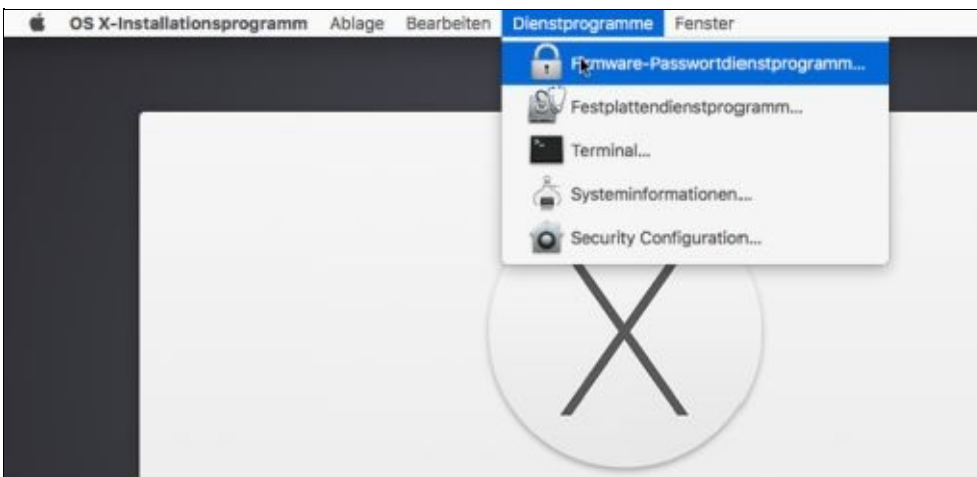 OS X-Installationsprogramm Ablage Bearbeiten Dienstprogramme Fenster
Firmware-Passwortdienstprogramm...
Festplattendienstprogramm...
Terminal...
Systeminformationen...
Security Configuration...